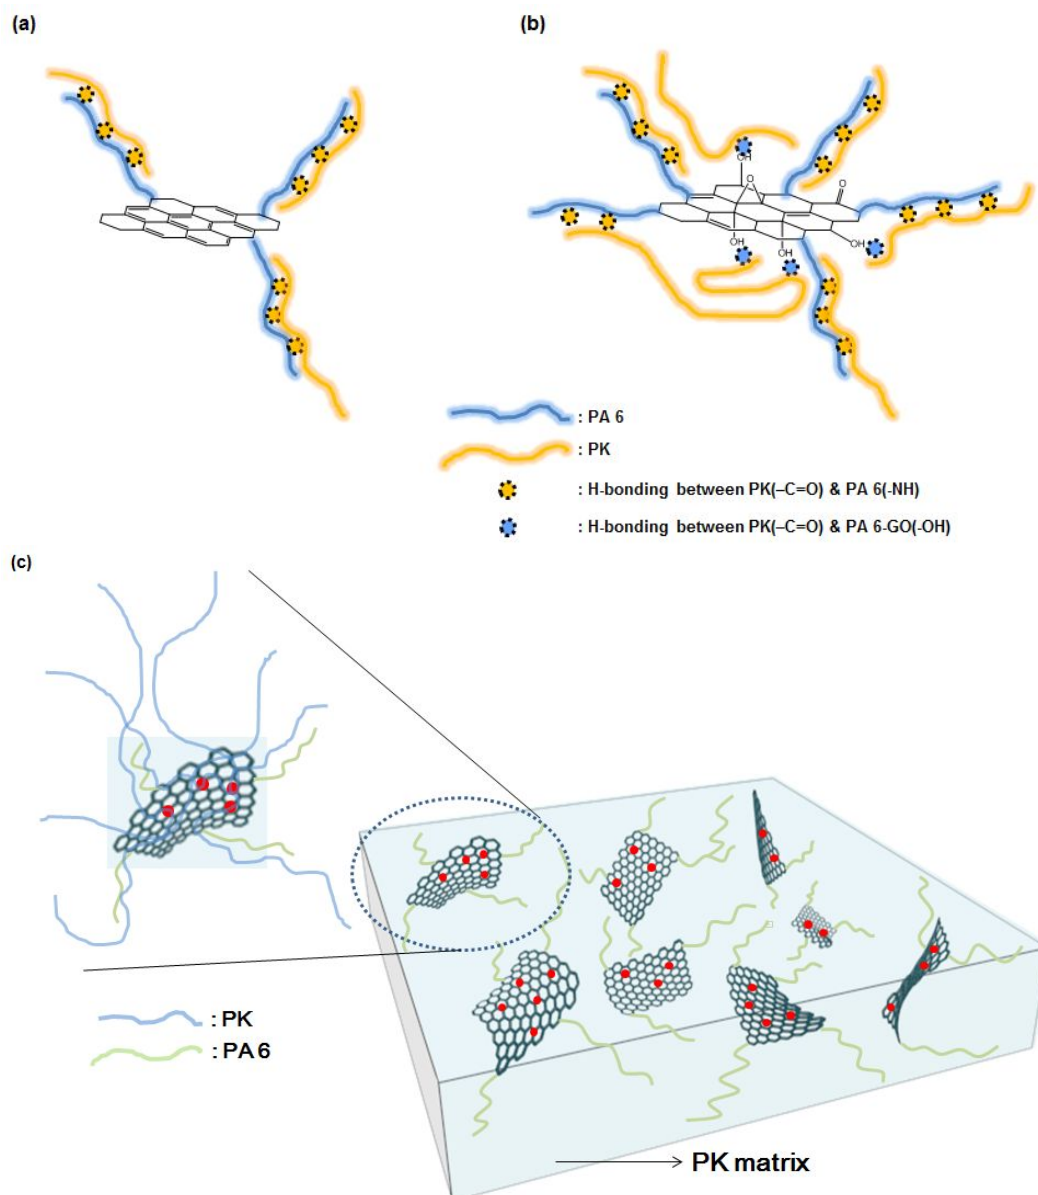 (a)
(b)
OH
O
O
OH
OH
OH
: PA 6
: PK
: H-bonding between PK(–C=O) & PA 6(-NH)
: H-bonding between PK(–C=O) & PA 6-GO(-OH)
(c)
: PK
: PA 6
PK matrix